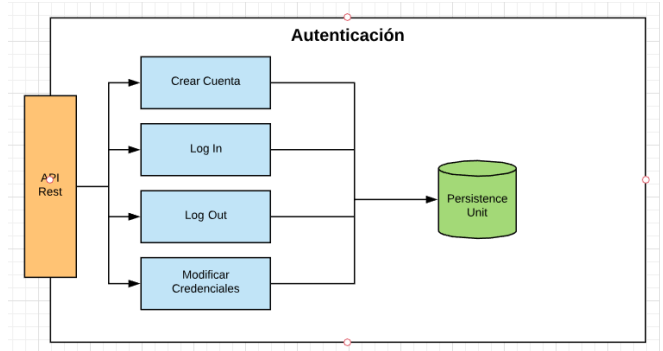 Autenticación
API
Rest
Crear Cuenta
Log In
Log Out
Modificar
Credenciales
Persistence
Unit